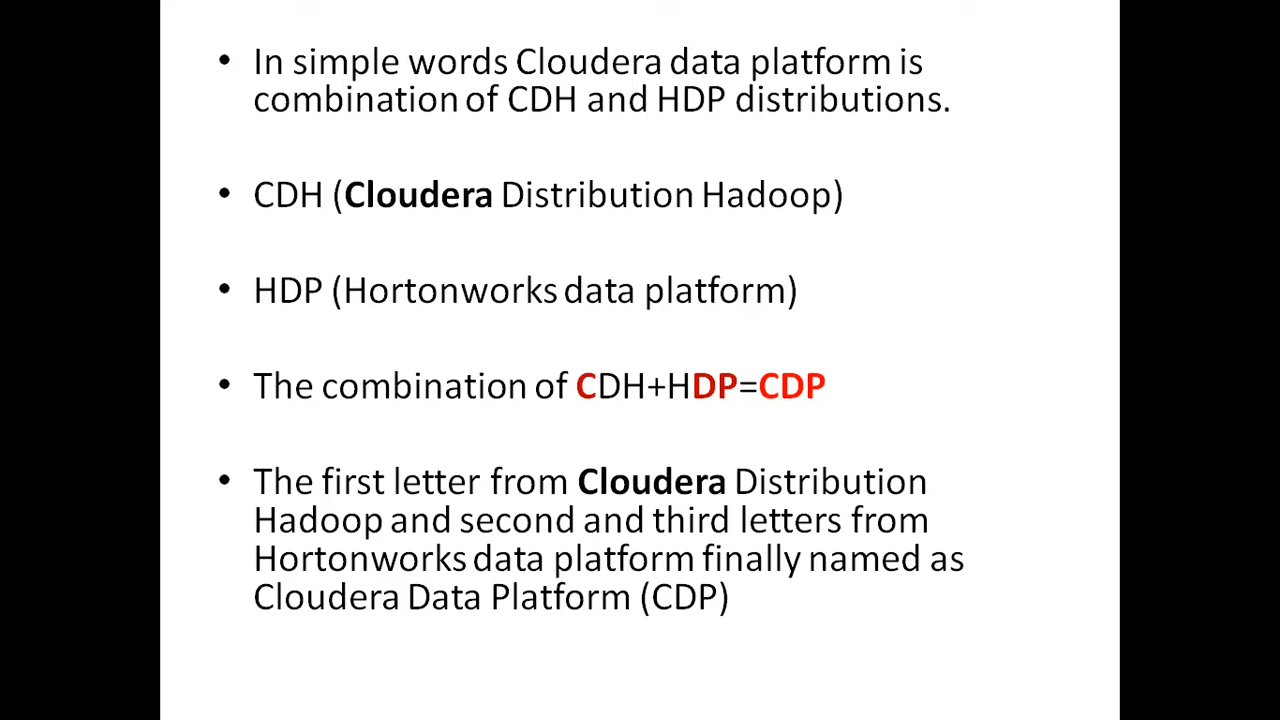 • In simple words Cloudera data platform is
combination of CDH and HDP distributions.
• CDH (Cloudera Distribution Hadoop)
• HDP (Hortonworks data platform)
• The combination of CDH+HDP=CDP
• The first letter from Cloudera Distribution
Hadoop and second and third letters from
Hortonworks data platform finally named as
Cloudera Data Platform (CDP)